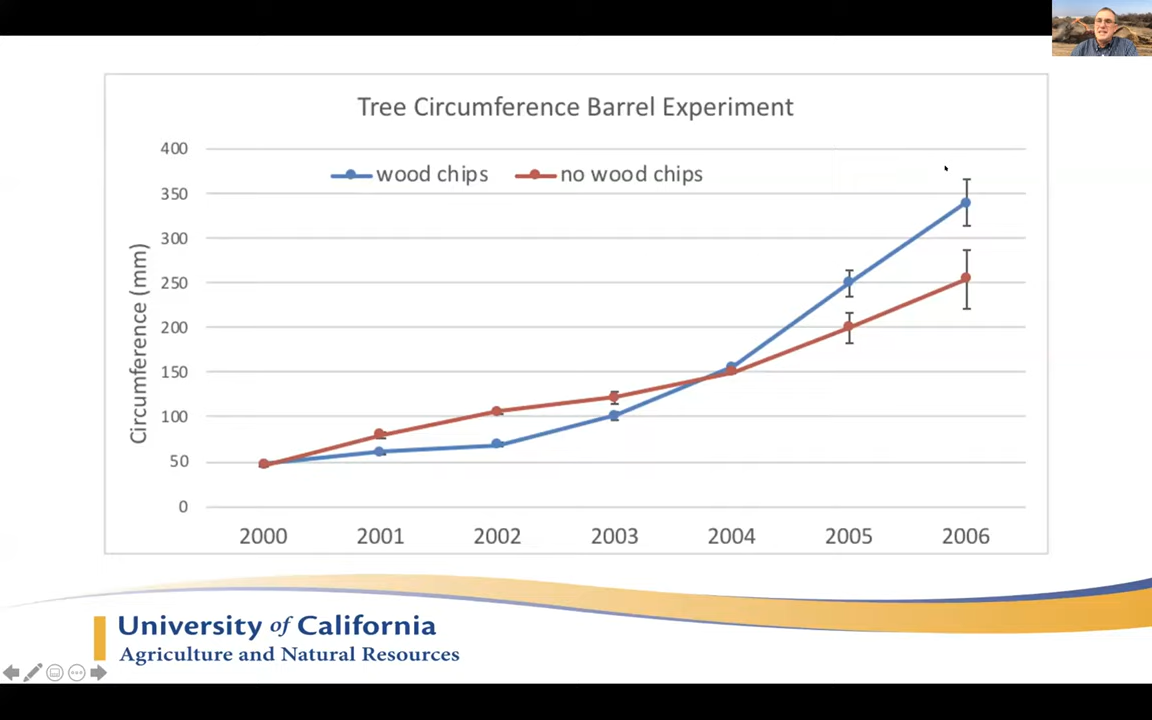 Tree Circumference Barrel Experiment
400
wood chips no wood chips
350
300
250
200
150
100
50
0
Circumference (mm)
2000 2001 2002 2003 2004 2005 2006
University of California
Agriculture and Natural Resources